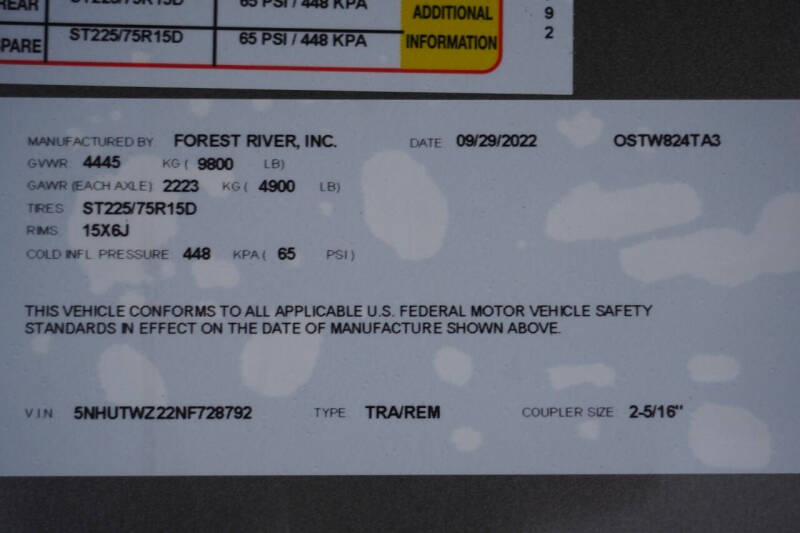 REAR ST225/75R15D 65 PSI / 448 KPA ADDITIONAL 9
SPARE ST225/75R15D 65 PSI / 448 KPA INFORMATION 2
MANUFACTURED BY FOREST RIVER, INC. DATE 09/29/2022 OSTW824TA3
GVWR 4445 KG ( 9800 LB)
GAWR (EACH AXLE) 2223 KG ( 4900 LB)
TIRES ST225/75R15D
RIMS 15X6J
COLD INFL. PRESSURE 448 KPA ( 65 PSI)
THIS VEHICLE CONFORMS TO ALL APPLICABLE U.S. FEDERAL MOTOR VEHICLE SAFETY
STANDARDS IN EFFECT ON THE DATE OF MANUFACTURE SHOWN ABOVE.
V I N 5NHUTWZ22NF728792 TYPE TRA/REM COUPLER SIZE 2-5/16"